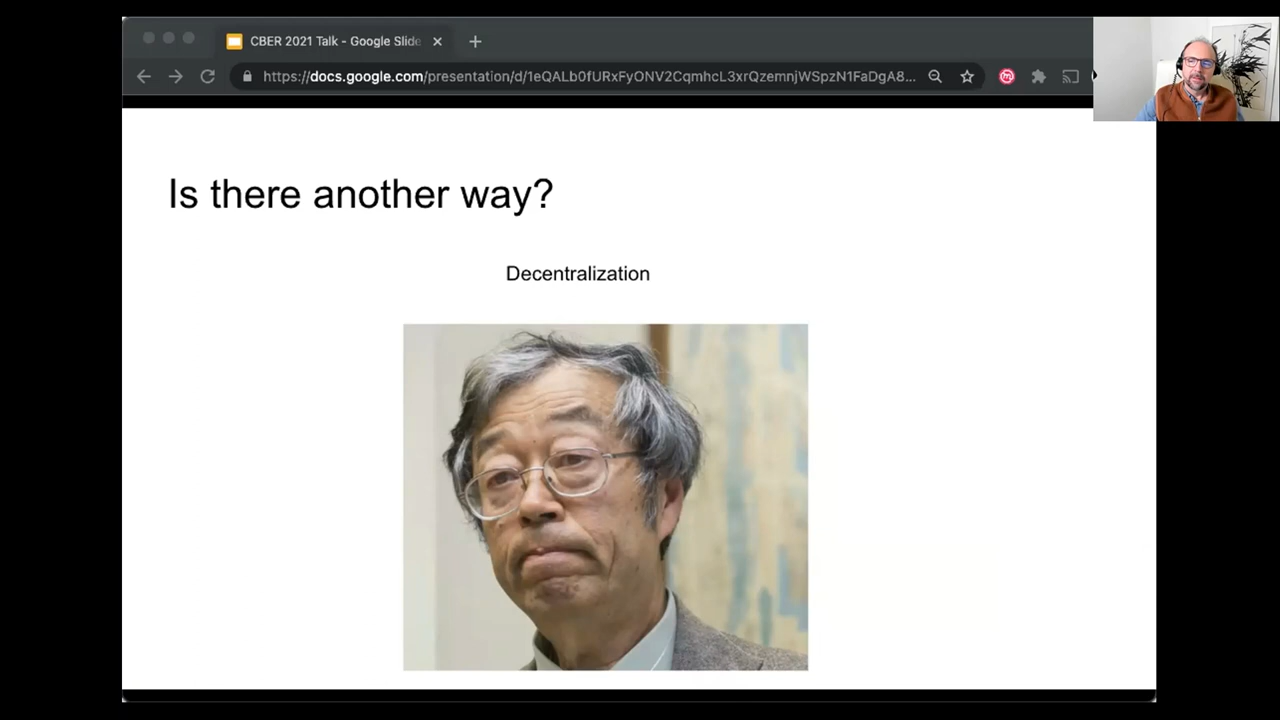 CBER 2021 Talk - Google Slide
https://docs.google.com/presentation/d/1eQALb0fURxFyONV2CqmhcL3xrQzemnjWSpzN1FaDgA8...
Is there another way?
Decentralization